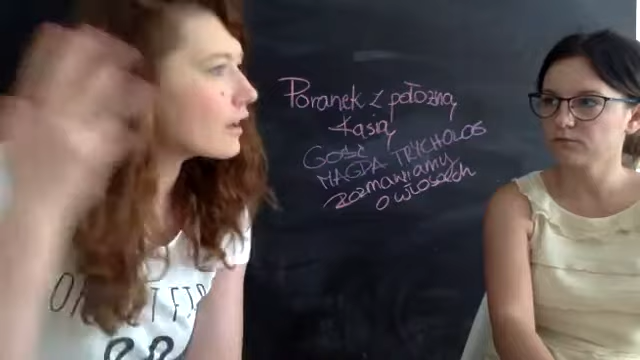 Poranek z położną
Kasią
Gość
MAGDA TRYCHOLOG
Rozmawiamy
o włosach